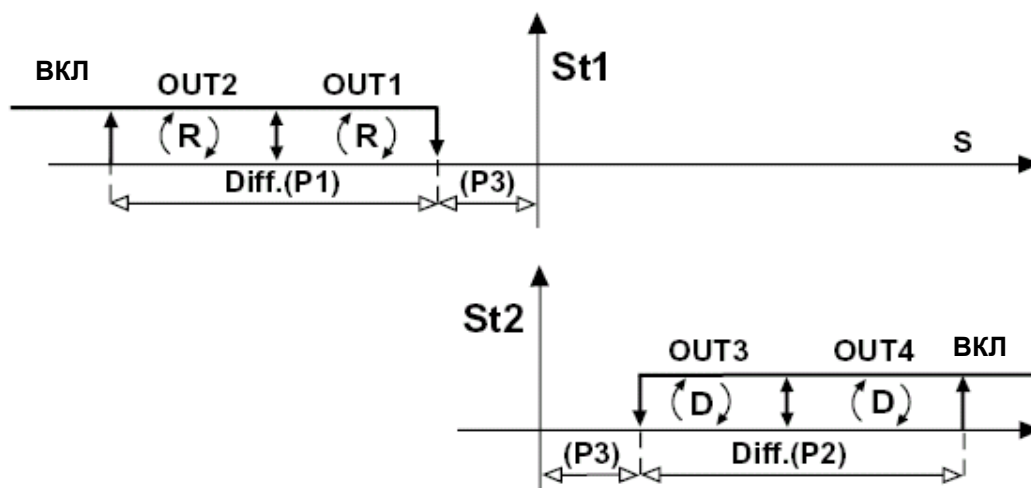 ВКЛ OUT2 OUT1 St1
(R) (R) S
Diff.(P1) (P3)
St2 OUT3 OUT4 ВКЛ
(D) (D)
(P3) Diff.(P2)